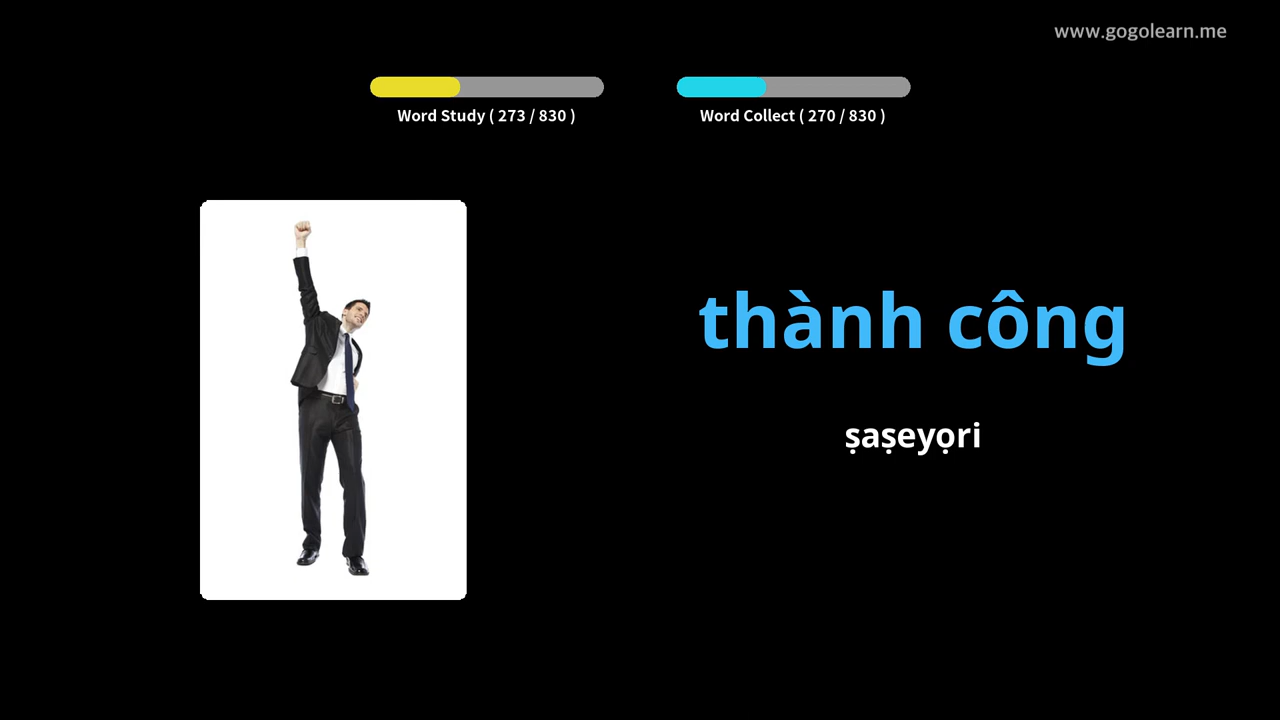 www.gogolearn.me
Word Study ( 273 / 830 )
Word Collect ( 270 / 830 )
thành công
ṣaṣeyọri